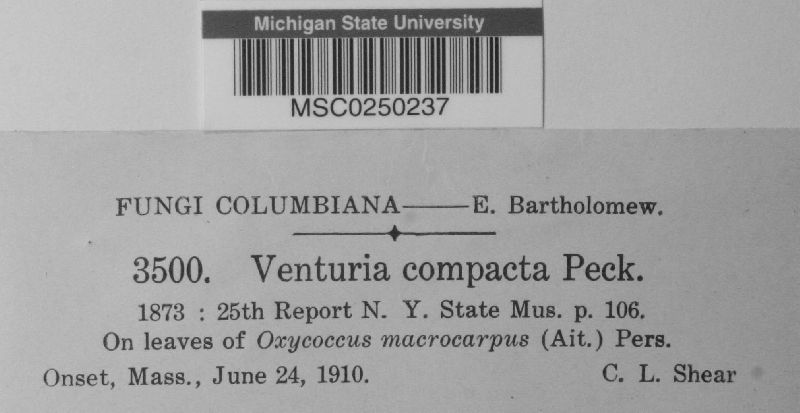 Michigan State University
MSC0250237
FUNGI COLUMBIANA——E. Bartholomew.
3500. Venturia compacta Peck.
1873 : 25th Report N. Y. State Mus. p. 106.
On leaves of Oxycoccus macrocarpus (Ait.) Pers.
Onset, Mass., June 24, 1910. C. L. Shear